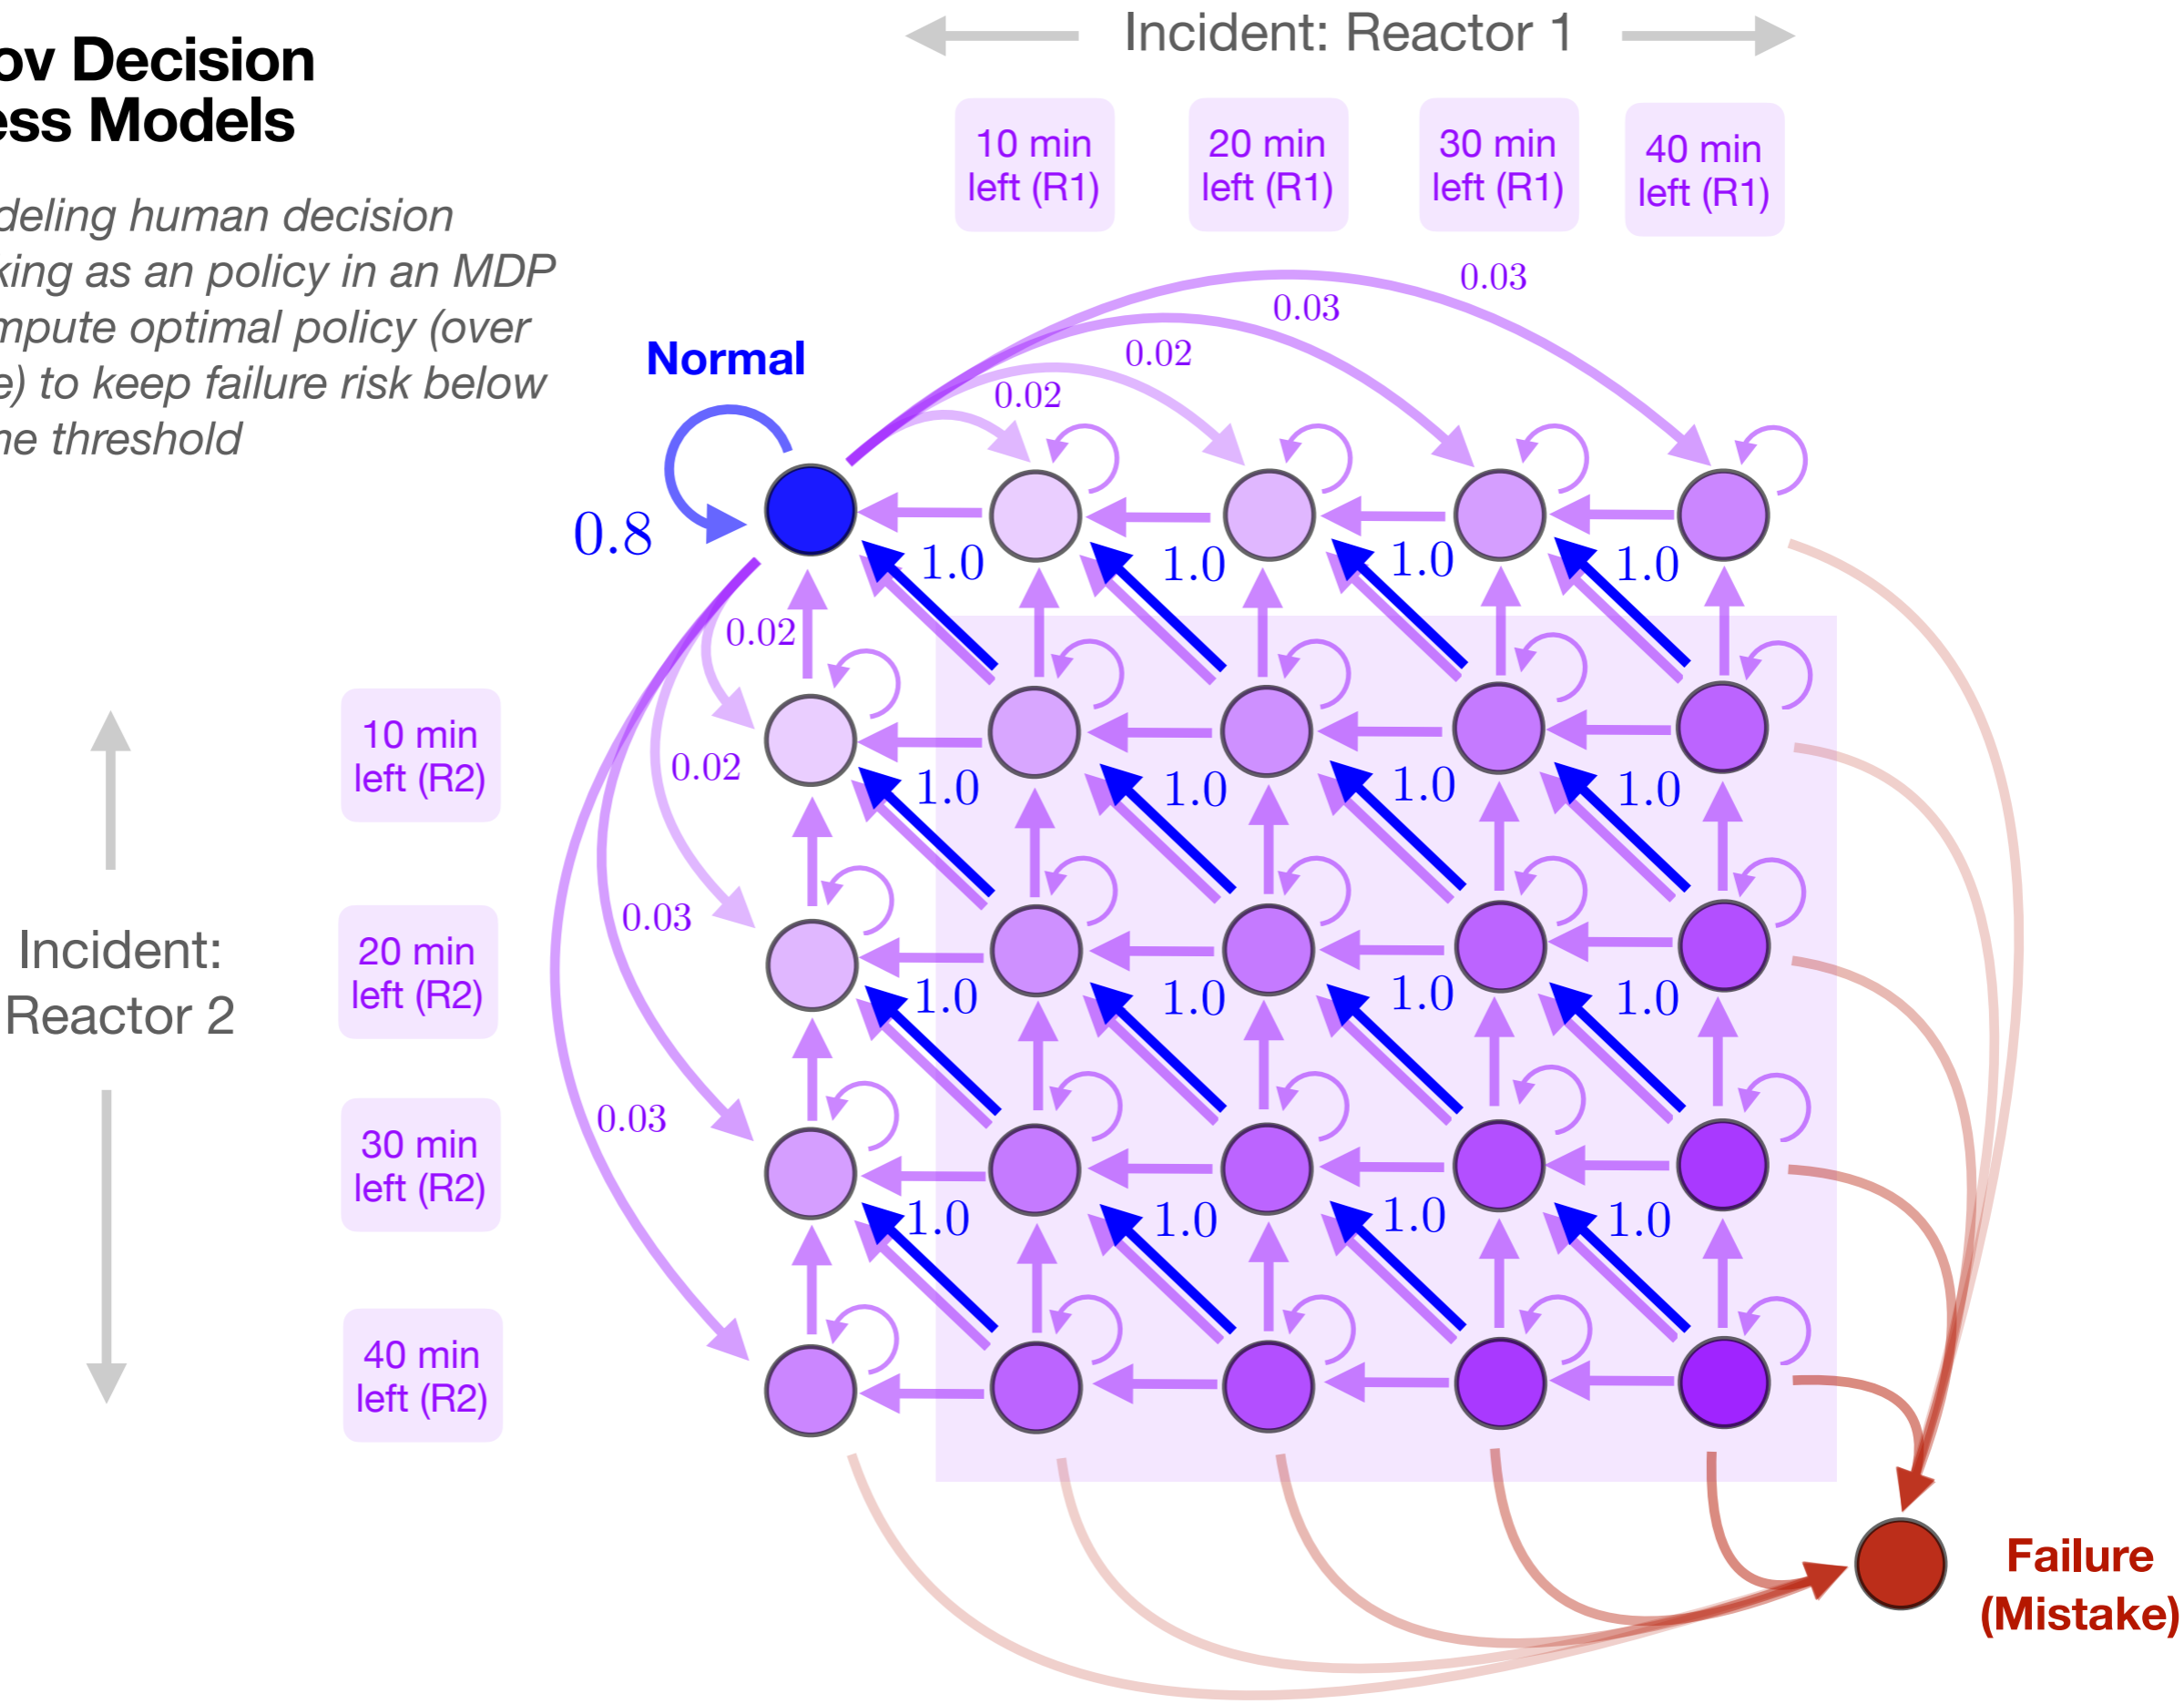 ov Decision
ess Models
deling human decision
king as an policy in an MDP
mpute optimal policy (over
e) to keep failure risk below
ne threshold
Incident: Reactor 1
10 min
left (R1)
20 min
left (R1)
30 min
left (R1)
40 min
left (R1)
0.03
0.03
0.02
0.02
Normal
0.8
1.0 1.0 1.0 1.0
0.02
10 min
left (R2)
0.02
1.0 1.0 1.0 1.0
0.03
Incident:
Reactor 2
20 min
left (R2)
1.0 1.0 1.0 1.0
0.03
30 min
left (R2)
1.0 1.0 1.0 1.0
40 min
left (R2)
Failure
(Mistake)